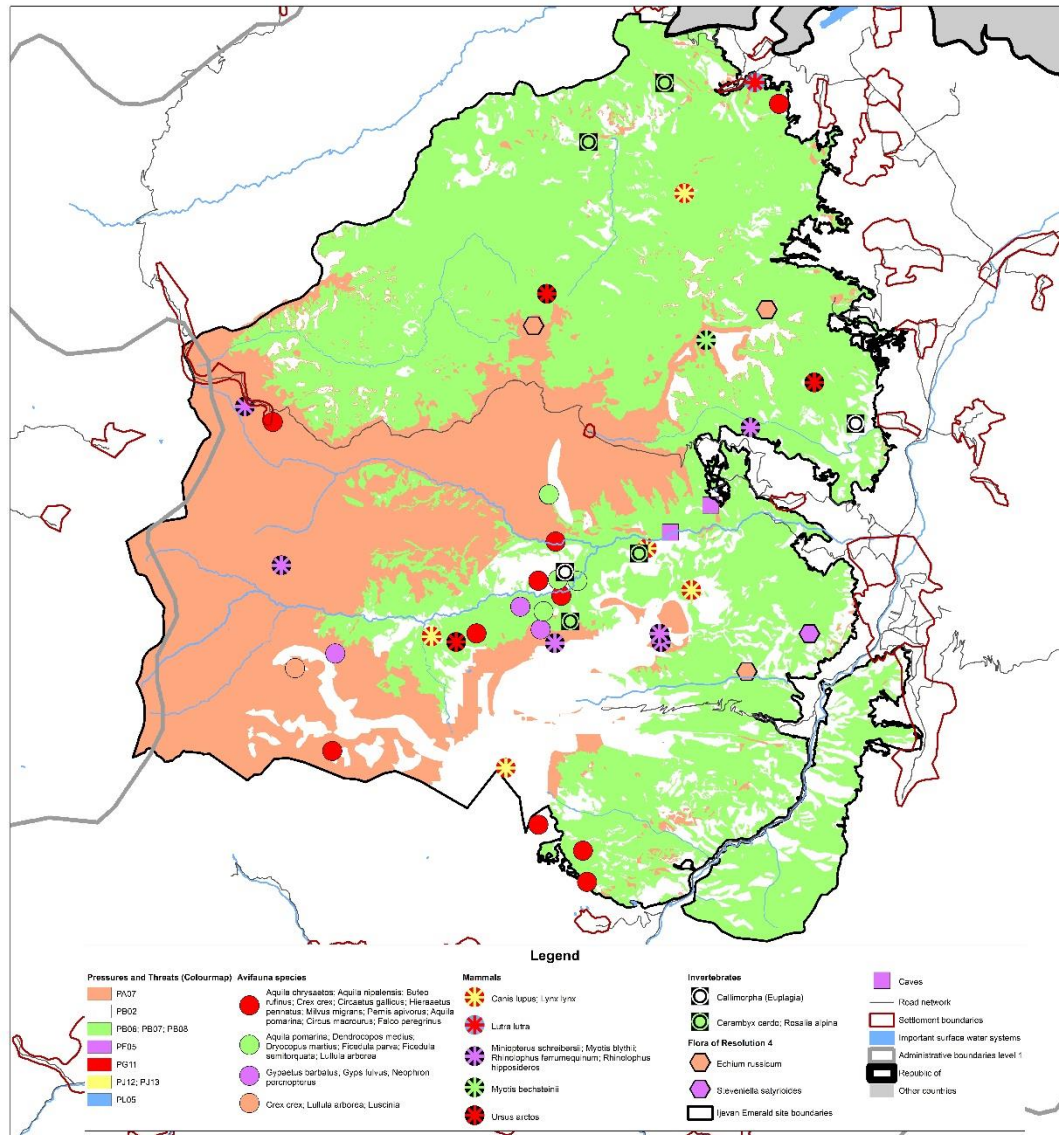 Legend
Pressures and Threats (Colourmap)
PA07
PB02
PB06; PB07; PB08
PF05
PG11
PJ12; PJ13
PL05
Avifauna species
Aquila chrysaetos; Aquila nipalensis; Buteo
rufinus; Crex crex; Circaetus gallicus; Hieraaetus
pennatus; Milvus migrans; Pernis apivorus; Aquila
pomarina; Circus macrourus; Falco peregrinus
Aquila pomarina; Dendrocopos medius;
Dryocopus martius; Ficedula parva; Ficedula
semitorquata; Lullula arborea
Gypaetus barbatus; Gyps fulvus; Neophron
percnopterus
Crex crex; Lullula arborea; Luscinia
Mammals
Canis lupus; Lynx lynx
Lutra lutra
Miniopterus schreibersii; Myotis blythii;
Rhinolophus ferrumequinum; Rhinolophus
hipposideros
Myotis bechsteinii
Ursus arctos
Invertebrates
Callimorpha (Euplagia)
Cerambyx cerdo; Rosalia alpina
Flora of Resolution 4
Echium russicum
Steveniella satyrioides
Ijevan Emerald site boundaries
Caves
Road network
Settlement boundaries
Important surface water systems
Administrative boundaries level 1
Republic of
Other countries